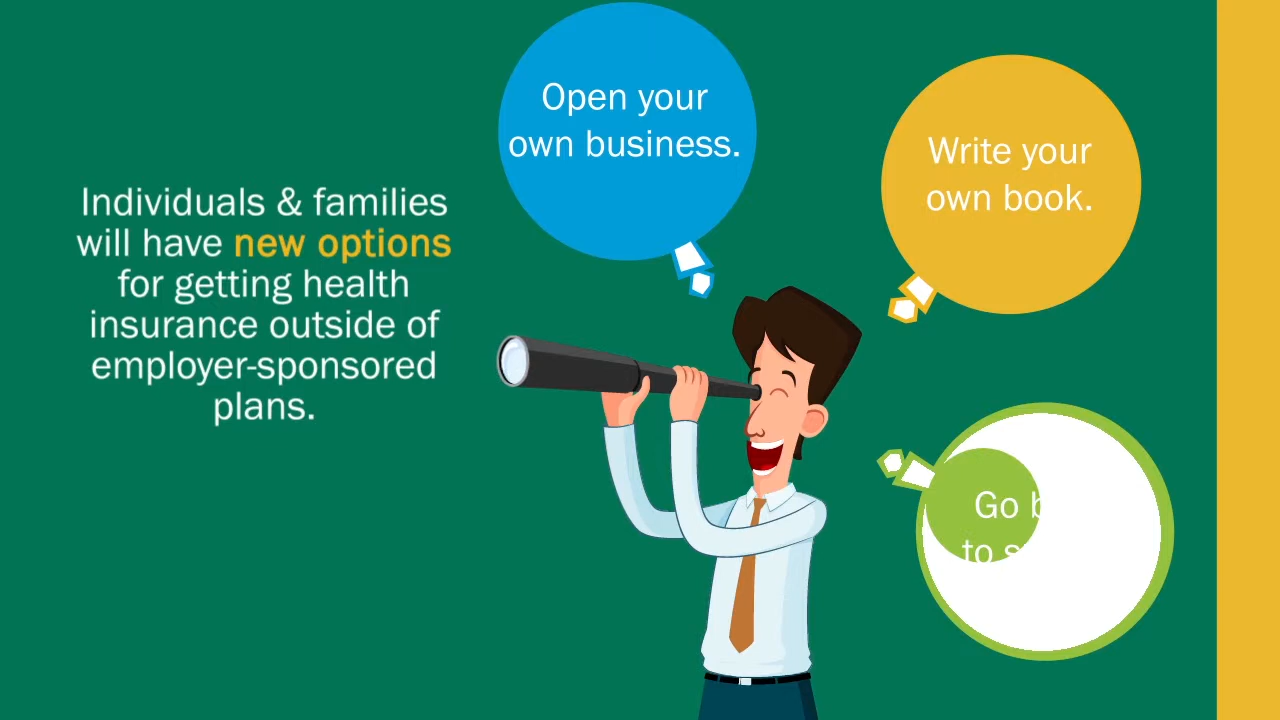 Individuals & families
will have new options
for getting health
insurance outside of
employer-sponsored
plans.
Open your
own business.
Write your
own book.
Go
to